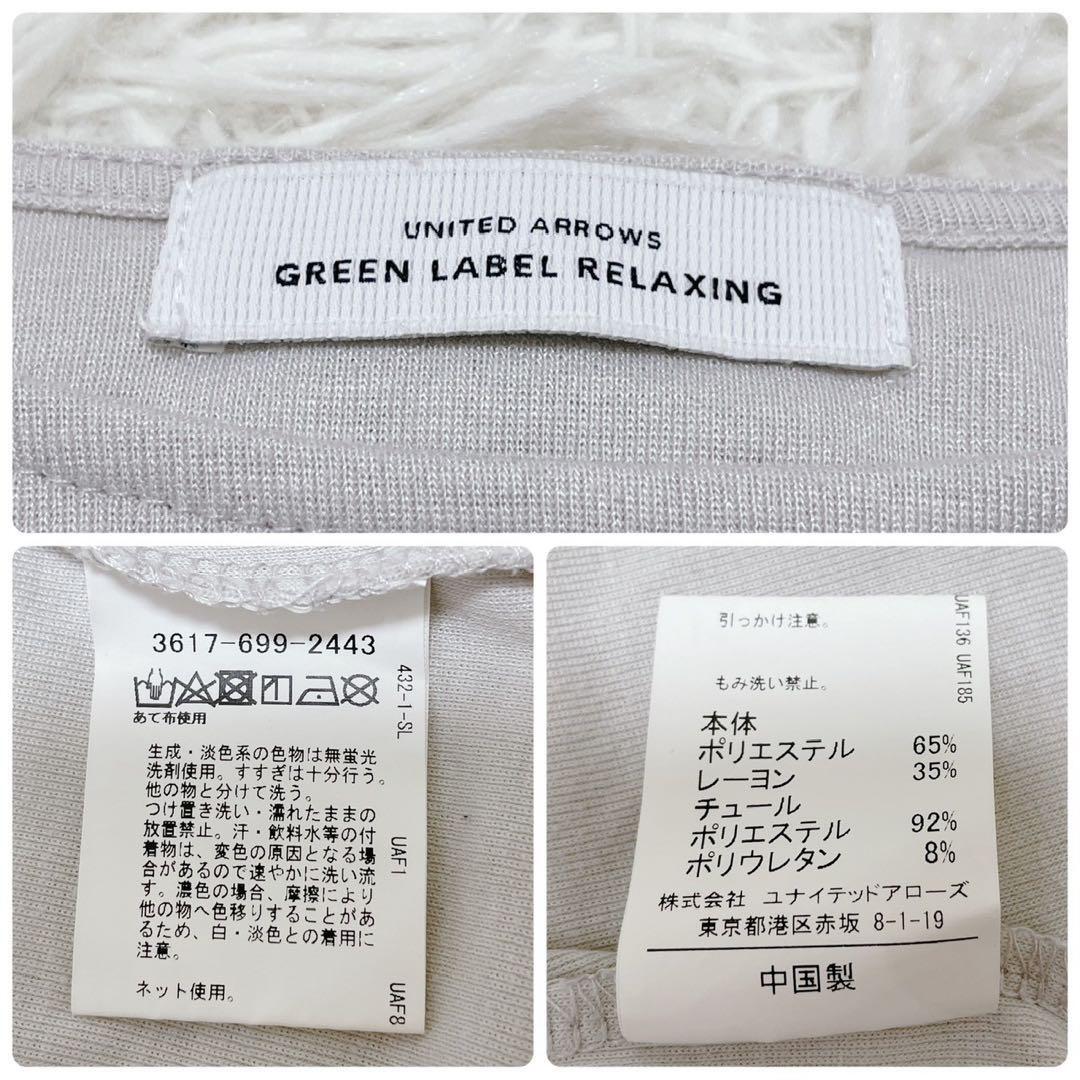 UNITED ARROWS
GREEN LABEL RELAXING
3617-699-2443
あて布使用
生成・淡色系の色物は無蛍光
洗剤使用。すすぎは十分行う。
他の物と分けて洗う。
つけ置き洗い・濡れたままの
放置禁止。汗・飲料水等の付
着物は、変色の原因となる場
合があるので速やかに洗い流
す。濃色の場合、摩擦により
他の物へ色移りすることがあ
るため、白・淡色との着用に
注意。
ネット使用。
432-1-SL
UAF1
UAF8
引っかけ注意。
もみ洗い禁止。
本体
ポリエステル 65%
レーヨン 35%
チュール
ポリエステル 92%
ポリウレタン 8%
株式会社 ユナイテッドアローズ
東京都港区赤坂 8-1-19
中国製
UAF136 UAF185